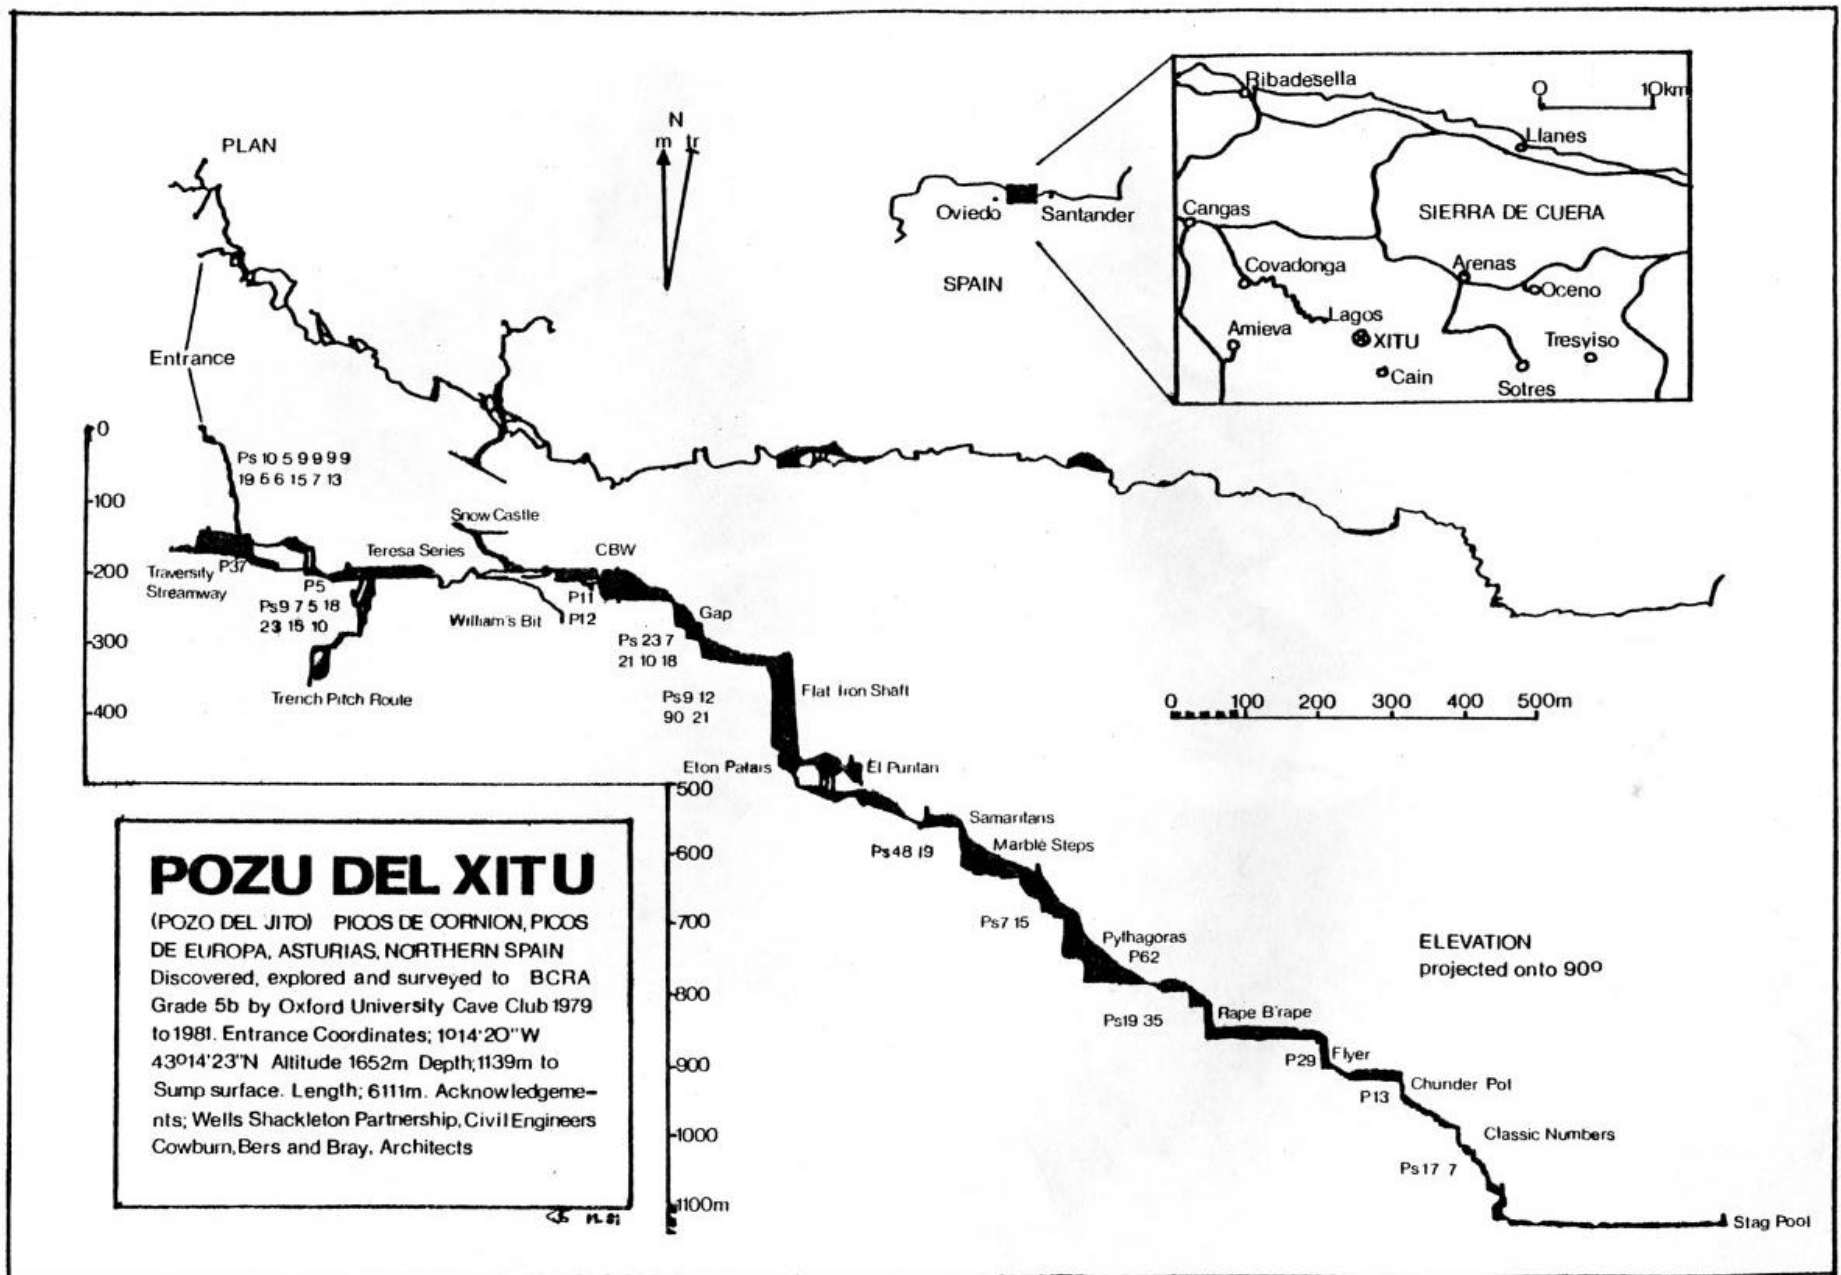 PLAN
N
m tr
Oviedo
Santander
SPAIN
Ribadesella
0 10km
Llanes
Cangas
SIERRA DE CUERA
Covadonga
Arenas
Oceno
Lagos
Amieva
XITU
Tresviso
Cain
Sotres
Entrance
0
100
200
300
400
500
600
700
800
900
1000
1100m
Ps 10 5 9 9 9 9
19 6 6 15 7 13
Snow Castle
Teresa Series
CBW
Traversity
Streamway
P37
P5
Ps 9 7 5 18
23 15 10
P11
William's Bit
P12
Gap
Ps 23 7
21 10 18
Trench Pitch Route
Ps 9 12
90 21
Flat Iron Shaft
0 100 200 300 400 500m
Eton Palais
El Puritan
Samaritans
Ps 48 19
Marble Steps
Ps 7 15
Pythagoras
P62
ELEVATION
projected onto 90º
Ps 19 35
Rape B'rape
P29
Flyer
Chunder Pot
P13
Classic Numbers
Ps 17 7
Stag Pool
POZU DEL XITU
(POZO DEL JITO) PICOS DE CORNION, PICOS
DE EUROPA, ASTURIAS, NORTHERN SPAIN
Discovered, explored and surveyed to BCRA
Grade 5b by Oxford University Cave Club 1979
to 1981. Entrance Coordinates; 1º14'20"W
43º14'23"N Altitude 1652m Depth; 1139m to
Sump surface. Length; 6111m. Acknowledgeme-
nts; Wells Shackleton Partnership, Civil Engineers
Cowburn, Bers and Bray, Architects